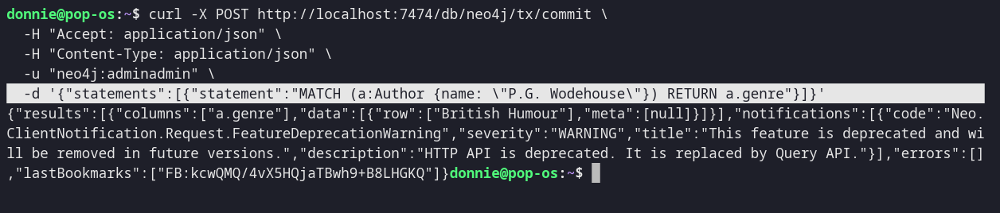 donnie@pop-os:~$ curl -X POST http://localhost:7474/db/neo4j/tx/commit \
  -H "Accept: application/json" \
  -H "Content-Type: application/json" \
  -u "neo4j:adminadmin" \
  -d '{"statements":[{"statement":"MATCH (a:Author {name: \"P.G. Wodehouse\"}) RETURN a.genre"}]}'
{"results":[{"columns":["a.genre"],"data":[{"row":["British Humour"],"meta":[null]}]}],"notifications":[{"code":"Neo.
ClientNotification.Request.FeatureDeprecationWarning","severity":"WARNING","title":"This feature is deprecated and wi
ll be removed in future versions.","description":"HTTP API is deprecated. It is replaced by Query API."}],"errors":[]
,"lastBookmarks":["FB:kcwQMQ/4vX5HQjaTBwh9+B8LHGKQ"]}donnie@pop-os:~$